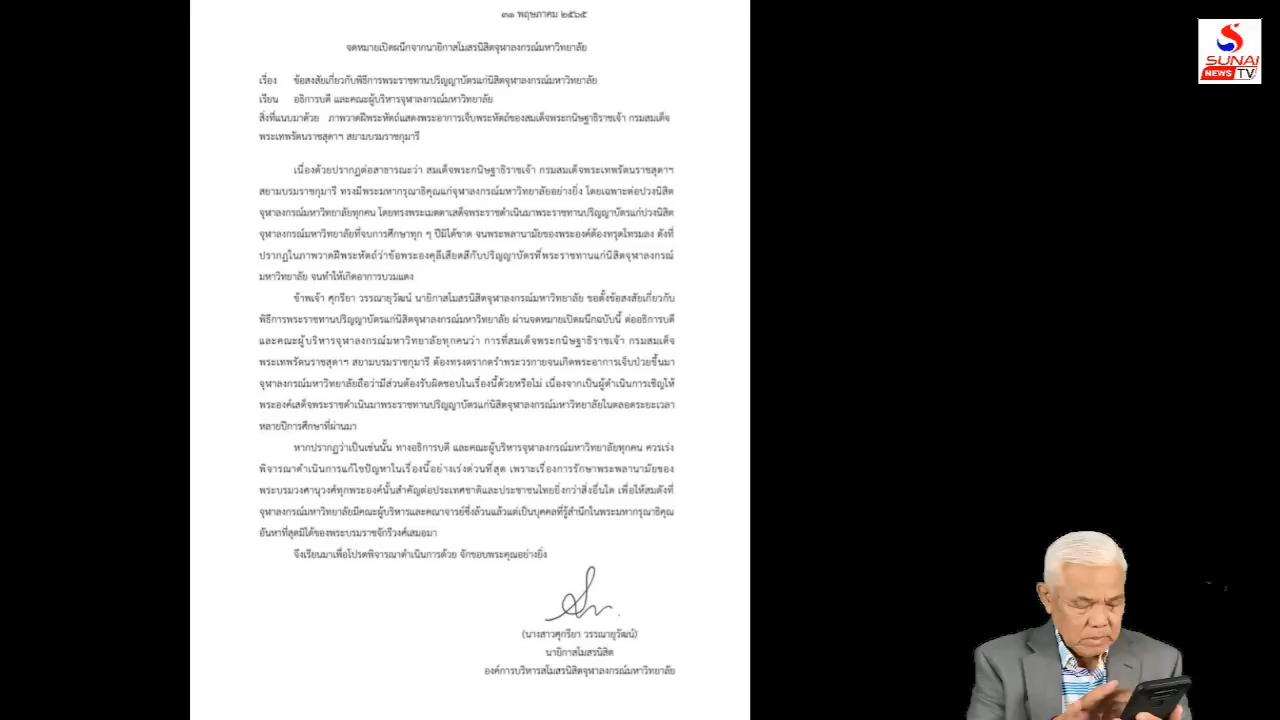 ๓๑ พฤษภาคม ๒๕๖๕
จดหมายเปิดผนึกจากนายิกาสโมสรนิสิตจุฬาลงกรณ์มหาวิทยาลัย
เรื่อง ข้อสงสัยเกี่ยวกับพิธีการพระราชทานปริญญาบัตรแก่นิสิตจุฬาลงกรณ์มหาวิทยาลัย
เรียน อธิการบดี และคณะผู้บริหารจุฬาลงกรณ์มหาวิทยาลัย
สิ่งที่แนบมาด้วย ภาพวาดฝีพระหัตถ์แสดงพระอาการเจ็บพระหัตถ์ของสมเด็จพระกนิษฐาธิราชเจ้า กรมสมเด็จ
พระเทพรัตนราชสุดาฯ สยามบรมราชกุมารี
เนื่องด้วยปรากฏต่อสาธารณะว่า สมเด็จพระกนิษฐาธิราชเจ้า กรมสมเด็จพระเทพรัตนราชสุดาฯ
สยามบรมราชกุมารี ทรงมีพระมหากรุณาธิคุณแก่จุฬาลงกรณ์มหาวิทยาลัยอย่างยิ่ง โดยเฉพาะต่อปวงนิสิต
จุฬาลงกรณ์มหาวิทยาลัยทุกคน โดยทรงพระเมตตาเสด็จพระราชดำเนินมาพระราชทานปริญญาบัตรแก่ปวงนิสิต
จุฬาลงกรณ์มหาวิทยาลัยที่จบการศึกษาทุก ๆ ปีมิได้ขาด จนพระพลานามัยของพระองค์ต้องทรุดโทรมลง ดังที่
ปรากฏในภาพวาดฝีพระหัตถ์ว่าข้อพระองคุลีเสียดสีกับปริญญาบัตรที่พระราชทานแก่นิสิตจุฬาลงกรณ์
มหาวิทยาลัย จนทำให้เกิดอาการบวมแดง
ข้าพเจ้า ศุกรียา วรรณายุวัฒน์ นายิกาสโมสรนิสิตจุฬาลงกรณ์มหาวิทยาลัย ขอตั้งข้อสงสัยเกี่ยวกับ
พิธีการพระราชทานปริญญาบัตรแก่นิสิตจุฬาลงกรณ์มหาวิทยาลัย ผ่านจดหมายเปิดผนึกฉบับนี้ ต่ออธิการบดี
และคณะผู้บริหารจุฬาลงกรณ์มหาวิทยาลัยทุกคนว่า การที่สมเด็จพระกนิษฐาธิราชเจ้า กรมสมเด็จ
พระเทพรัตนราชสุดาฯ สยามบรมราชกุมารี ต้องทรงตรากตรำพระวรกายจนเกิดพระอาการเจ็บป่วยขึ้นมา
จุฬาลงกรณ์มหาวิทยาลัยถือว่ามีส่วนต้องรับผิดชอบในเรื่องนี้ด้วยหรือไม่ เนื่องจากเป็นผู้ดำเนินการเชิญให้
พระองค์เสด็จพระราชดำเนินมาพระราชทานปริญญาบัตรแก่นิสิตจุฬาลงกรณ์มหาวิทยาลัยในตลอดระยะเวลา
หลายปีการศึกษาที่ผ่านมา
หากปรากฏว่าเป็นเช่นนั้น ทางอธิการบดี และคณะผู้บริหารจุฬาลงกรณ์มหาวิทยาลัยทุกคน ควรเร่ง
พิจารณาดำเนินการแก้ไขปัญหาในเรื่องนี้อย่างเร่งด่วนที่สุด เพราะเรื่องการรักษาพระพลานามัยของ
พระบรมวงศานุวงศ์ทุกพระองค์นั้นสำคัญต่อประเทศชาติและประชาชนไทยยิ่งกว่าสิ่งอื่นใด เพื่อให้สมดังที่
จุฬาลงกรณ์มหาวิทยาลัยมีคณะผู้บริหารและคณาจารย์ซึ่งล้วนแล้วแต่เป็นบุคคลที่รู้สำนึกในพระมหากรุณาธิคุณ
อันหาที่สุดมิได้ของพระบรมราชจักรีวงศ์เสมอมา
จึงเรียนมาเพื่อโปรดพิจารณาดำเนินการด้วย จักขอบพระคุณอย่างยิ่ง
(นางสาวศุกรียา วรรณายุวัฒน์)
นายิกาสโมสรนิสิต
องค์การบริหารสโมสรนิสิตจุฬาลงกรณ์มหาวิทยาลัย
SUNAI
NEWS TV